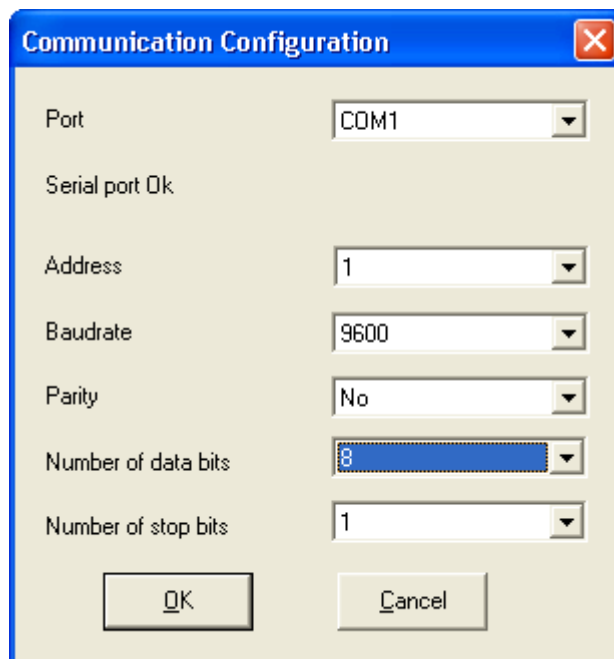 Communication Configuration
Port COM1
Serial port Ok
Address 1
Baudrate 9600
Parity No
Number of data bits 8
Number of stop bits 1
OK Cancel